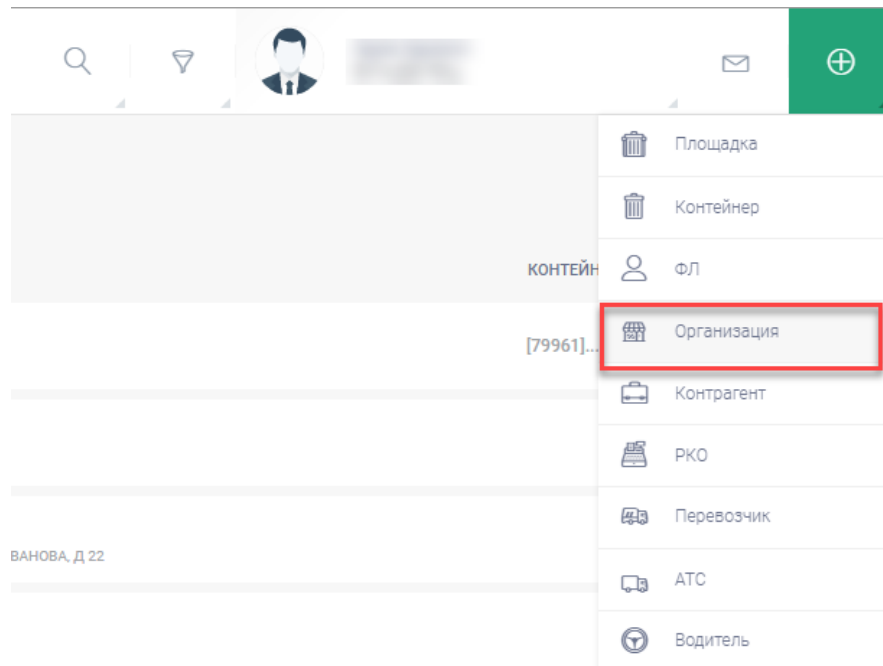 Площадка
Контейнер
КОНТЕЙН
ФЛ
[79961]...
Организация
Контрагент
РКО
Перевозчик
ВАНОВА, Д 22
АТС
Водитель